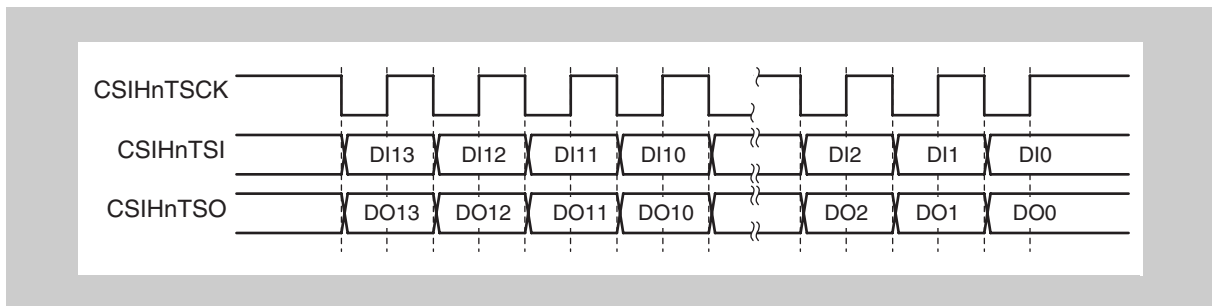 CSIHnTSCK
CSIHnTSI DI13 DI12 DI11 DI10 DI2 DI1 DI0
CSIHnTSO DO13 DO12 DO11 DO10 DO2 DO1 DO0